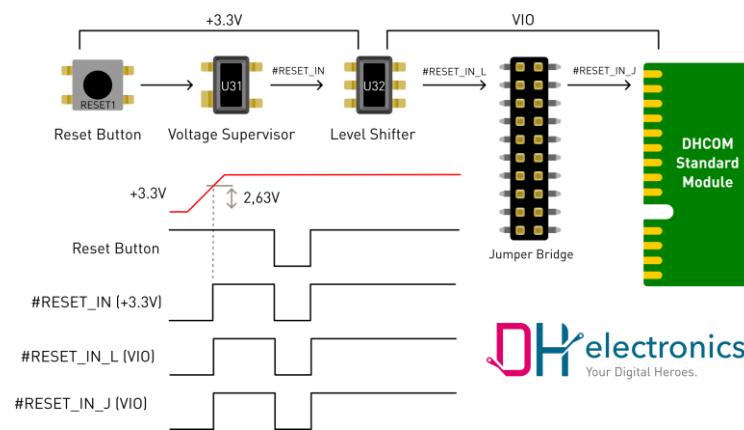 +3.3V
VIO
#RESET_IN
#RESET_IN_L
#RESET_IN_J
U31
U32
RESET1
Reset Button
Voltage Supervisor
Level Shifter
DHCOM
Standard
Module
+3.3V
2,63V
Reset Button
Jumper Bridge
#RESET_IN (+3.3V)
#RESET_IN_L (VIO)
#RESET_IN_J (VIO)
DH electronics
Your Digital Heroes.